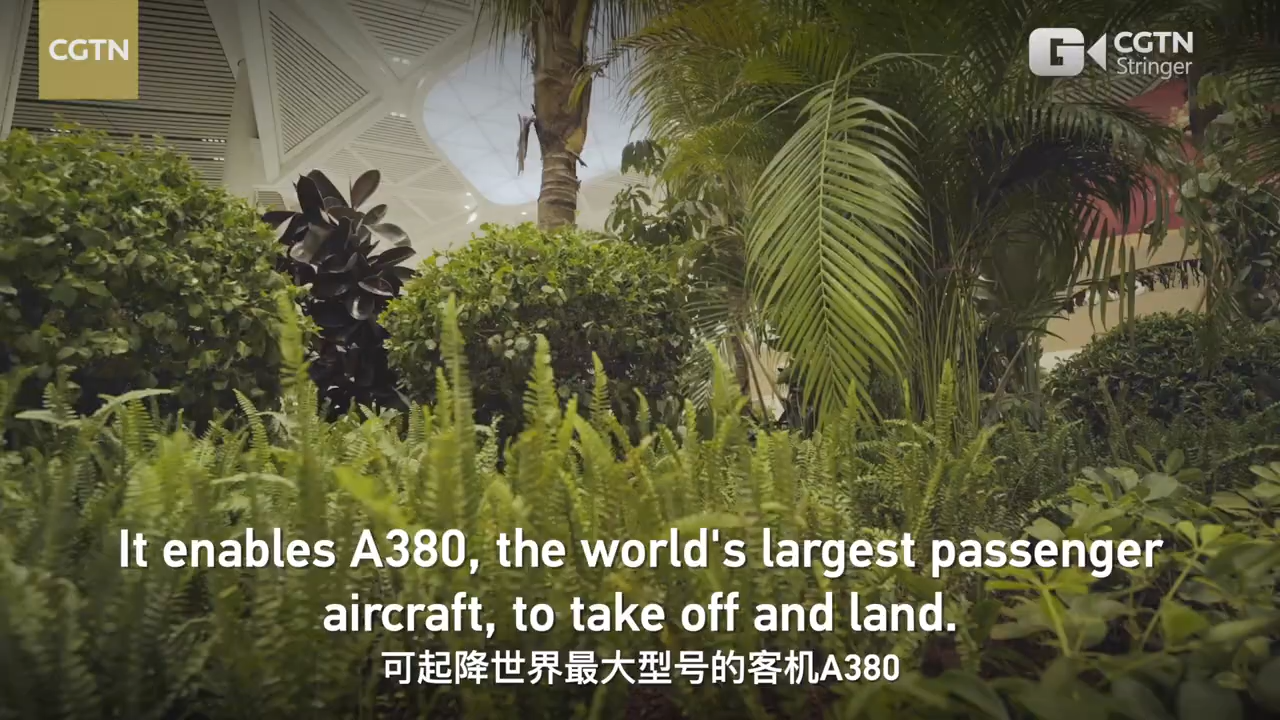 CGTN
G CGTN
Stringer
It enables A380, the world's largest passenger
aircraft, to take off and land.
可起降世界最大型号的客机A380